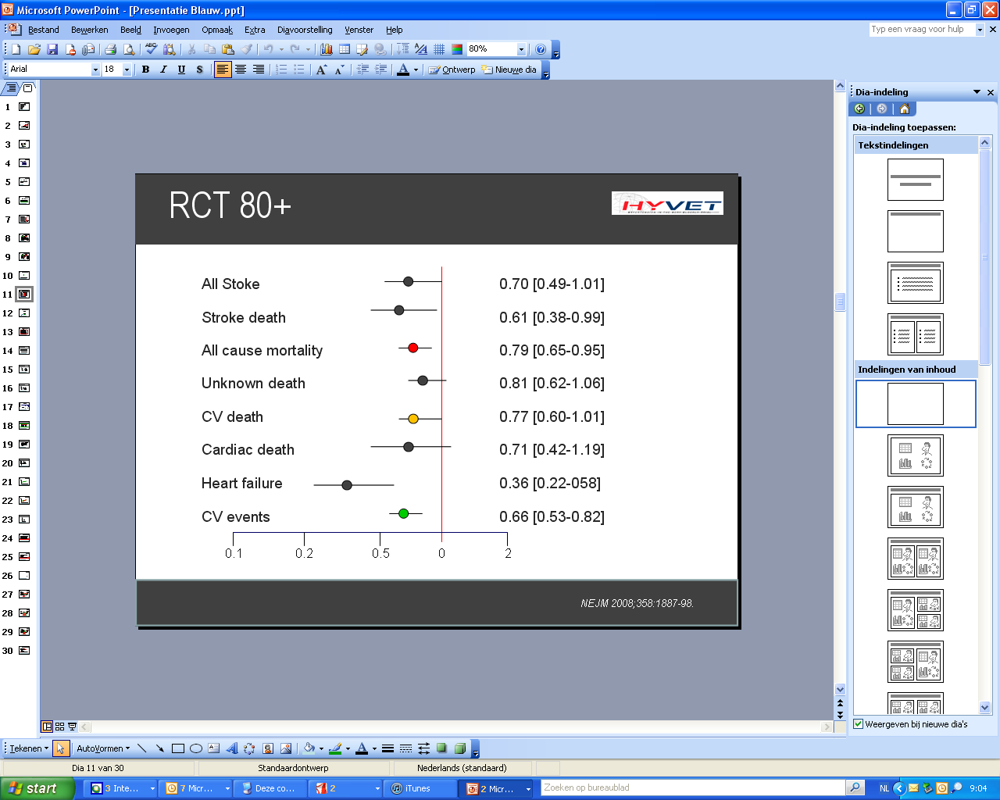 Microsoft PowerPoint - [Presentatie Blauw.ppt]
Bestand Bewerken Beeld Invoegen Opmaak Extra Diavoorstelling Venster Help
Typ een vraag voor hulp
80%
Arial 18 B I U S Ontwerp Nieuwe dia
Dia-indeling
Dia-indeling toepassen:
Tekstindelingen
Indelingen van inhoud
Weergeven bij nieuwe dia's
1
2
3
4
5
6
7
8
9
10
11
12
13
14
15
16
17
18
19
20
21
22
23
24
25
26
27
28
29
30
RCT 80+
HYVET
All Stoke 0.70 [0.49-1.01]
Stroke death 0.61 [0.38-0.99]
All cause mortality 0.79 [0.65-0.95]
Unknown death 0.81 [0.62-1.06]
CV death 0.77 [0.60-1.01]
Cardiac death 0.71 [0.42-1.19]
Heart failure 0.36 [0.22-058]
CV events 0.66 [0.53-0.82]
0.1 0.2 0.5 0 2
NEJM 2008;358:1887-98.
Tekenen AutoVormen
Dia 11 van 30 Standaardontwerp Nederlands (standaard)
start 3 Inte... 7 Micr... Deze co... 2 iTunes 2 Micr... Zoeken op bureaublad NL 9:04